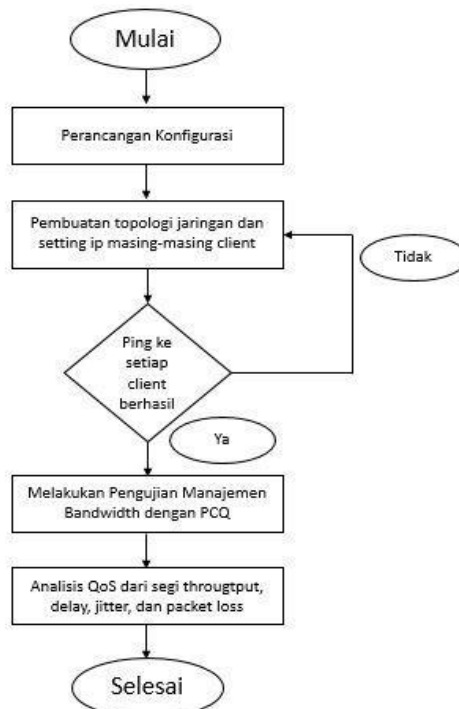 Mulai
Perancangan Konfigurasi
Pembuatan topologi jaringan dan
setting ip masing-masing client
Tidak
Ping ke
setiap
client
berhasil
Ya
Melakukan Pengujian Manajemen
Bandwidth dengan PCQ
Analisis QoS dari segi througtput,
delay, jitter, dan packet loss
Selesai